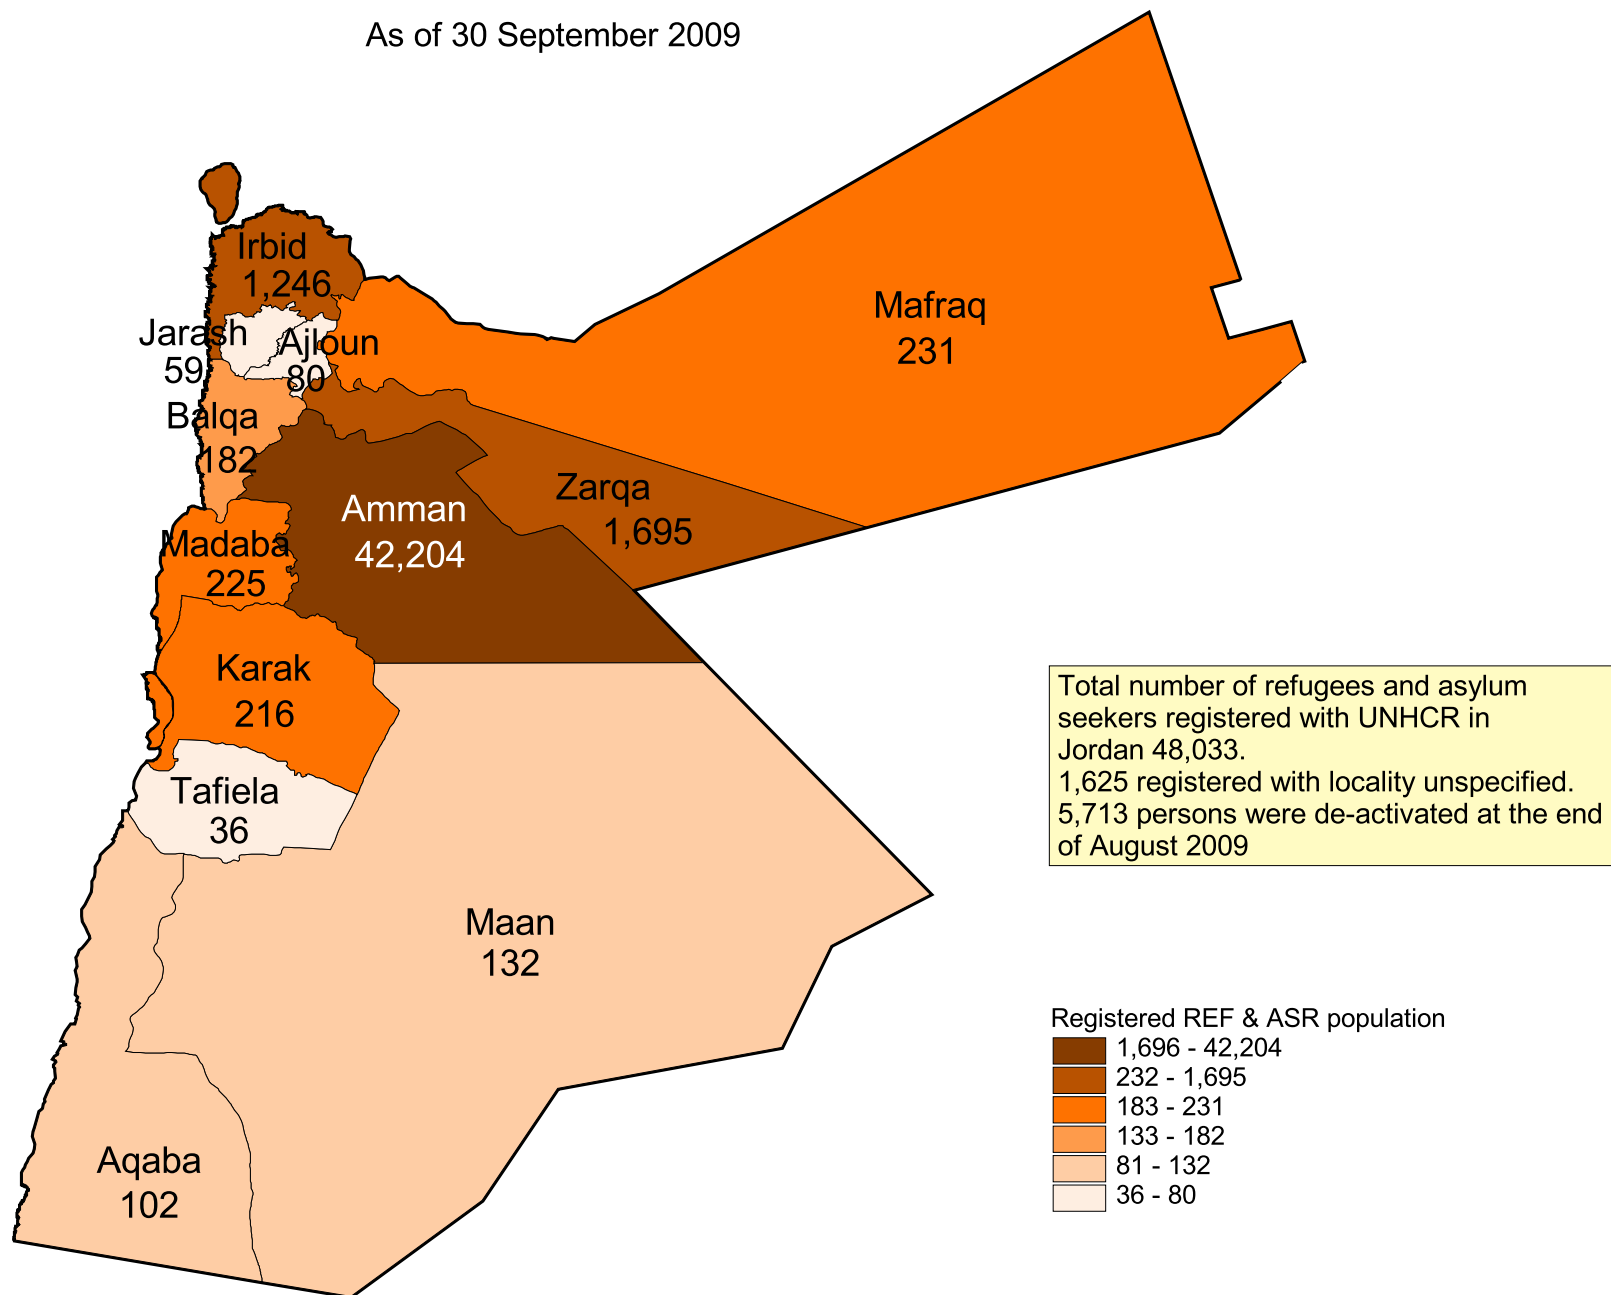 As of 30 September 2009
Irbid
1,246
Mafraq
231
Jarash
59
Ajloun
80
Balqa
182
Zarqa
1,695
Amman
42,204
Madaba
225
Karak
216
Tafiela
36
Maan
132
Aqaba
102
Total number of refugees and asylum
seekers registered with UNHCR in
Jordan 48,033.
1,625 registered with locality unspecified.
5,713 persons were de-activated at the end
of August 2009
Registered REF & ASR population
1,696 - 42,204
232 - 1,695
183 - 231
133 - 182
81 - 132
36 - 80